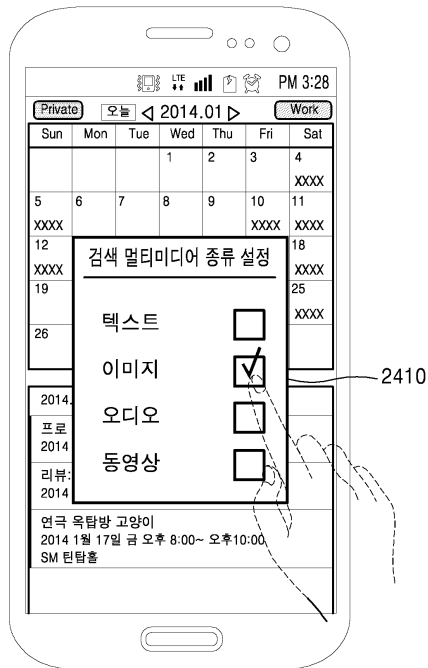 LTE PM 3:28
Private 오늘 2014.01 Work
Sun Mon Tue Wed Thu Fri Sat
1 2 3 4
XXXX
5 6 7 8 9 10 11
XXXX XXXX XXXX
12 18
XXXX XXXX
19 25
XXXX
26
검색 멀티미디어 종류 설정
텍스트
이미지
오디오
동영상
2410
2014.
프로
2014
리뷰:
2014
연극 옥탑방 고양이
2014 1월 17일 금 오후 8:00~ 오후10:00
SM 틴탑홀